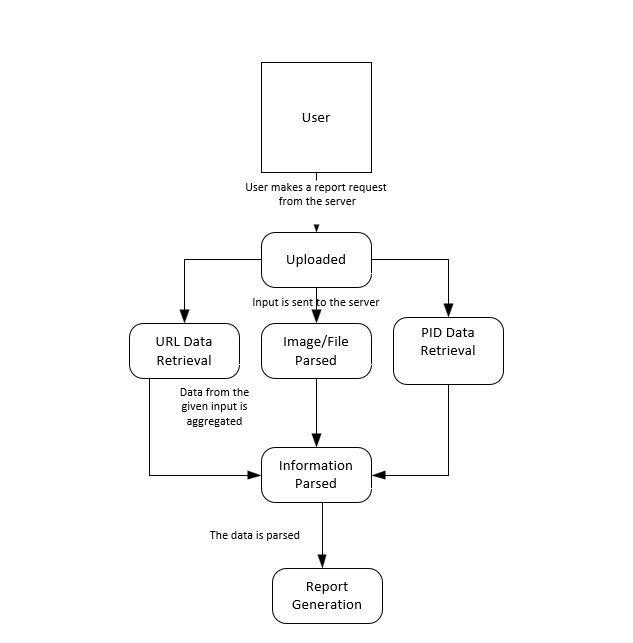 User
User makes a report request
from the server
Uploaded
Input is sent to the server
URL Data
Retrieval
Image/File
Parsed
PID Data
Retrieval
Data from the
given input is
aggregated
Information
Parsed
The data is parsed
Report
Generation